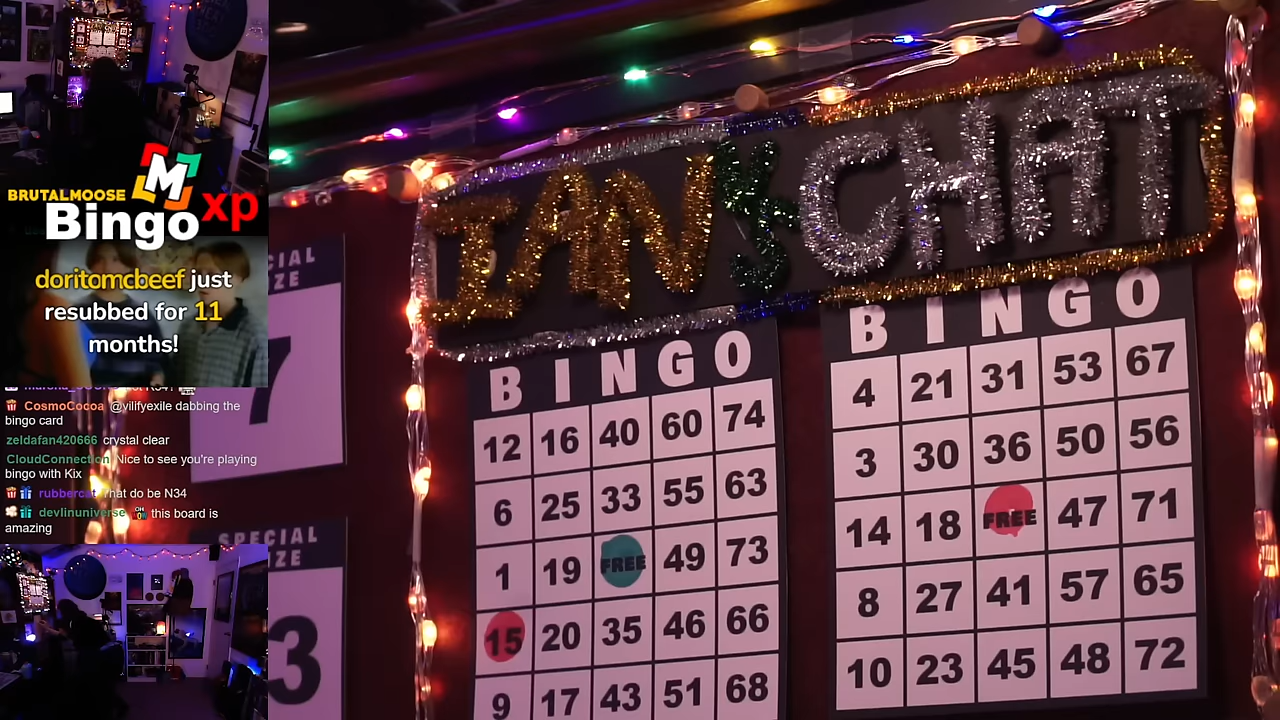 BRUTALMOOSE
M
Bingo xp
doritomcbeef just
resubbed for 11
months!
CosmoCocoa @vilifyexile dabbing the
bingo card
zeldafan420666 crystal clear
CloudConnection Nice to see you're playing
bingo with Kix
rubbercat That do be N34
devlinuniverse this board is
amazing
CIAL
ZE
7
SPECIAL
ZE
3
IAN'S CHAT
B I N G O
12 16 40 60 74
6 25 33 55 63
1 19 FREE 49 73
15 20 35 46 66
9 17 43 51 68
B I N G O
4 21 31 53 67
3 30 36 50 56
14 18 FREE 47 71
8 27 41 57 65
10 23 45 48 72